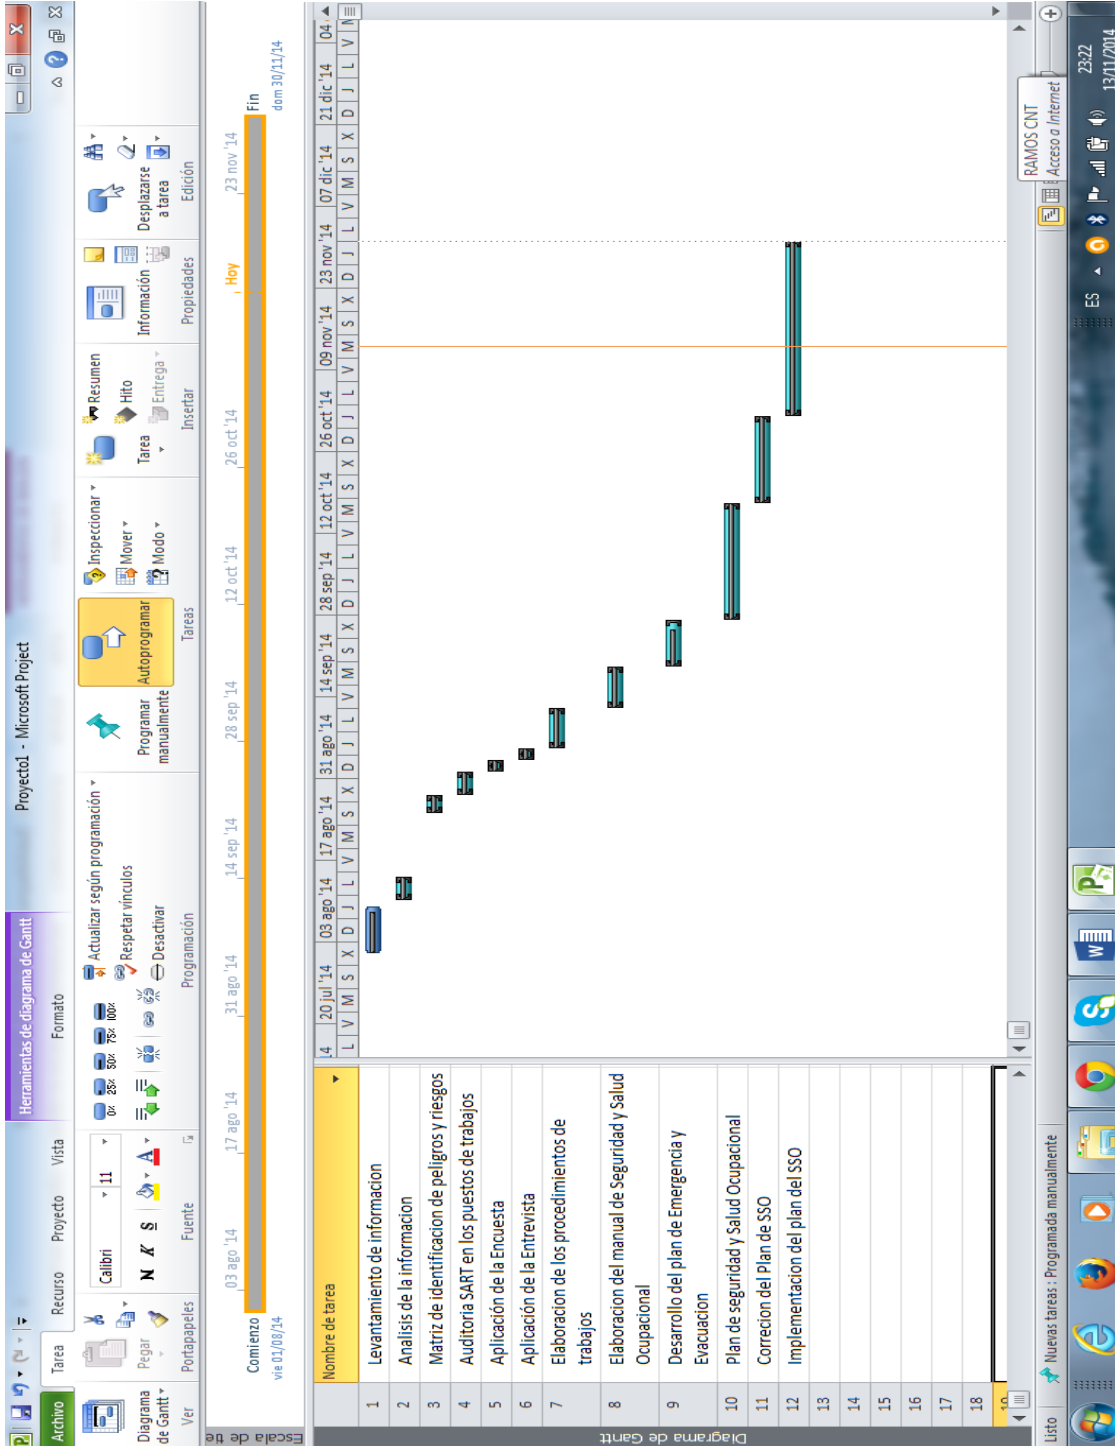 Herramientas de diagrama de Gantt
Proyecto1 - Microsoft Project
Archivo
Tarea
Recurso
Proyecto
Vista
Formato
Diagrama de Gantt
Ver
Pegar
Portapapeles
Calibri
11
N K S
A
Fuente
0% 25% 50% 75% 100%
Actualizar según programación
Respetar vínculos
Desactivar
Programación
Programar manualmente
Autoprogramar
Inspeccionar
Mover
Modo
Tareas
Tarea
Resumen
Hito
Entrega
Insertar
Información
Propiedades
Desplazarse a tarea
Edición
Escala de tie
Comienzo
vie 01/08/14
03 ago '14
17 ago '14
31 ago '14
14 sep '14
28 sep '14
12 oct '14
26 oct '14
Hoy
23 nov '14
Fin
dom 30/11/14
Nombre de tarea
14
20 jul '14
03 ago '14
17 ago '14
31 ago '14
14 sep '14
28 sep '14
12 oct '14
26 oct '14
09 nov '14
23 nov '14
07 dic '14
21 dic '14
04
L V M S X D J L V M S X D J L V M S X D J L V M S X D J L V M S X D J L V M S X D J L V
1 Levantamiento de informacion
2 Analisis de la informacion
3 Matriz de identificacion de peligros y riesgos
4 Auditoria SART en los puestos de trabajos
5 Aplicación de la Encuesta
6 Aplicación de la Entrevista
7 Elaboracion de los procedimientos de
trabajos
8 Elaboracion del manual de Seguridad y Salud
Ocupacional
9 Desarrollo del plan de Emergencia y
Evacuacion
10 Plan de seguridad y Salud Ocupacional
11 Correcion del Plan de SSO
12 Implementacion del plan del SSO
13
14
15
16
17
18
Diagrama de Gantt
Listo
Nuevas tareas : Programada manualmente
RAMOS CNT
Acceso a Internet
ES
23:22
13/11/2014